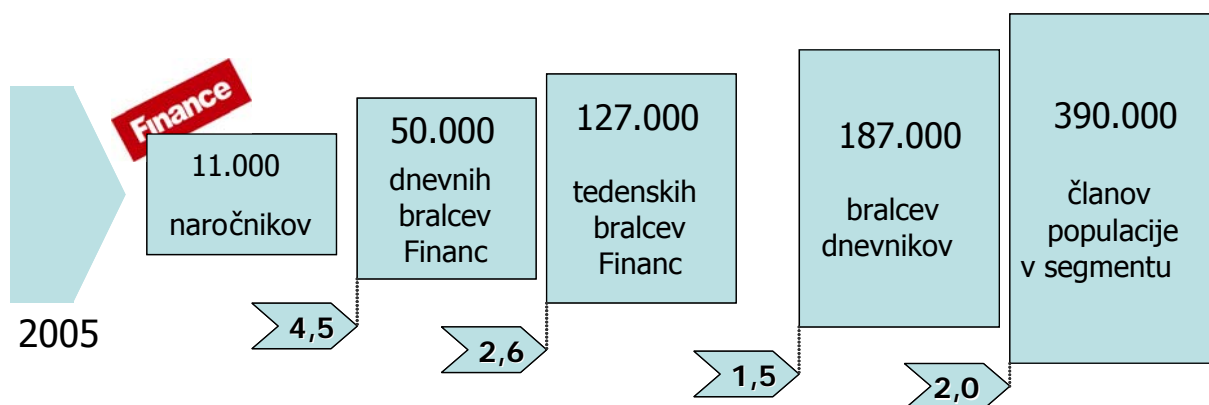 Finance
11.000
naročnikov
50.000
dnevnih
bralcev
Financ
127.000
tedenskih
bralcev
Financ
187.000
bralcev
dnevnikov
390.000
članov
populacije
v segmentu
2005
4,5
2,6
1,5
2,0